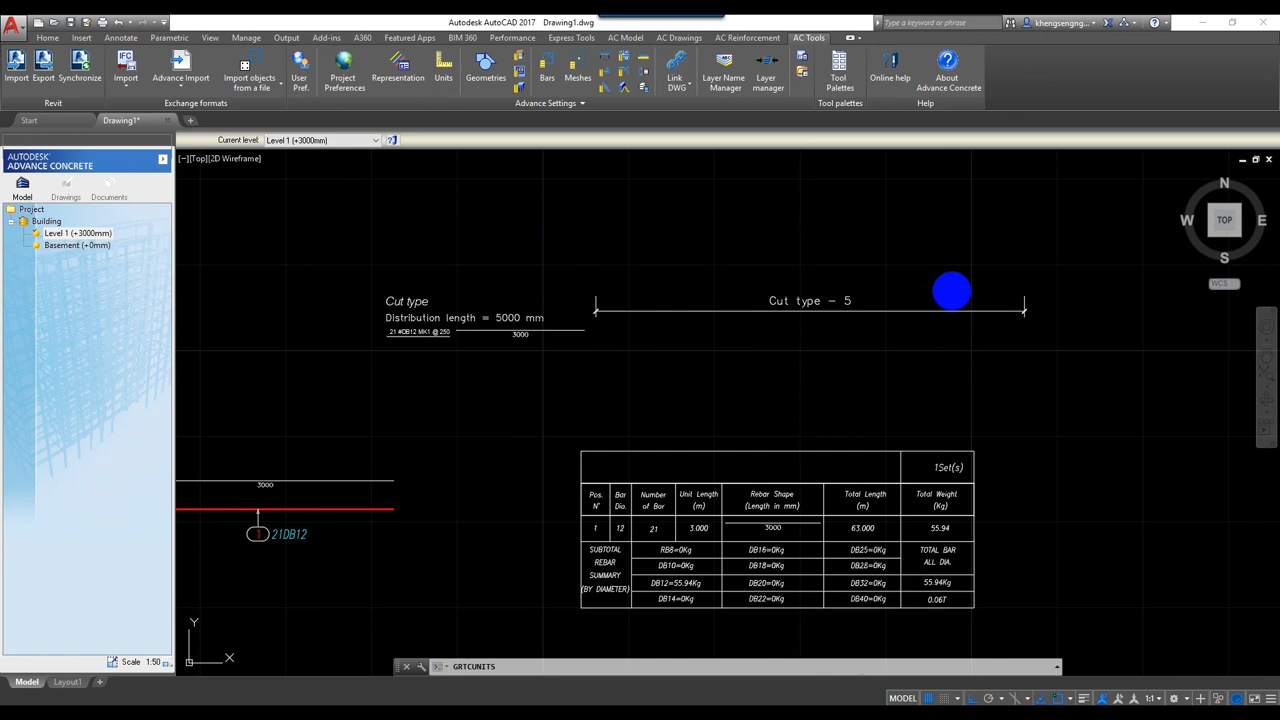 Autodesk AutoCAD 2017 Drawing1.dwg
Type a keyword or phrase
khengsengng...
Home Insert Annotate Parametric View Manage Output Add-ins A360 Featured Apps BIM 360 Performance Express Tools AC Model AC Drawings AC Reinforcement AC Tools
Import Export Synchronize
Import
Advance Import
Import objects
from a file
User
Pref.
Project
Preferences
Representation
Units
Geometries
Bars
Meshes
Link
DWG
Layer Name
Manager
Layer
manager
Tool
Palettes
Online help
About
Advance Concrete
Revit
Exchange formats
Advance Settings
Tool palettes
Help
Start
Drawing1*
Current level: Level 1 (+3000mm)
AUTODESK®
ADVANCE CONCRETE
Model Drawings Documents
Project
Building
Level 1 (+3000mm)
Basement (+0mm)
Scale 1:50
[−][Top][2D Wireframe]
N
W TOP E
S
WCS
Cut type
Distribution length = 5000 mm
21 #DB12 MK1 @ 250
3000
Cut type - 5
3000
1 21DB12
1Set(s)
Pos. N° Bar Dia. Number of Bar Unit Length (m) Rebar Shape (Length in mm) Total Length (m) Total Weight (Kg)
1 12 21 3.000 3000 63.000 55.94
SUBTOTAL REBAR SUMMARY (BY DIAMETER)
RB8=0Kg DB16=0Kg DB25=0Kg
DB10=0Kg DB18=0Kg DB28=0Kg
DB12=55.94Kg DB20=0Kg DB32=0Kg
DB14=0Kg DB22=0Kg DB40=0Kg
TOTAL BAR ALL DIA.
55.94Kg
0.06T
Y
X
GRTCUNITS
Model Layout1
MODEL
1:1